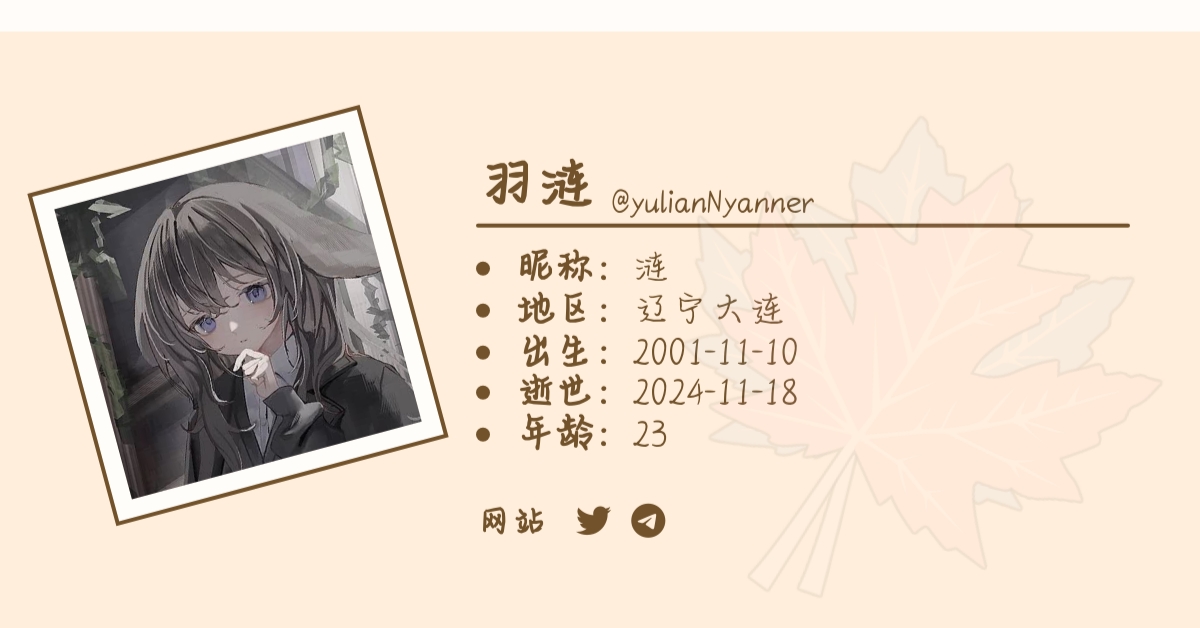 羽涟 @yulianNyanner
昵称：涟
地区：辽宁大连
出生：2001-11-10
逝世：2024-11-18
年龄：23
网站